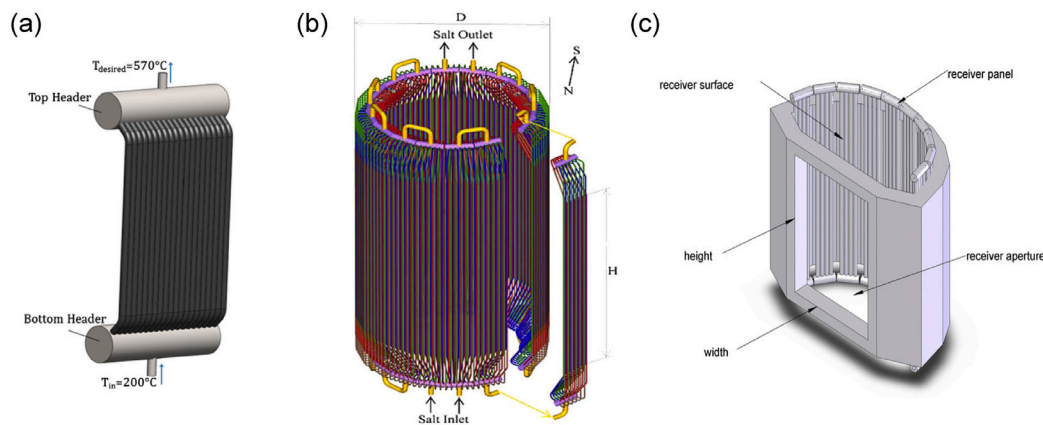 (a)
T_desired=570°C
Top Header
Bottom Header
T_in=200°C
(b)
D
Salt Outlet
S
N
H
Salt Inlet
(c)
receiver panel
receiver surface
height
receiver aperture
width